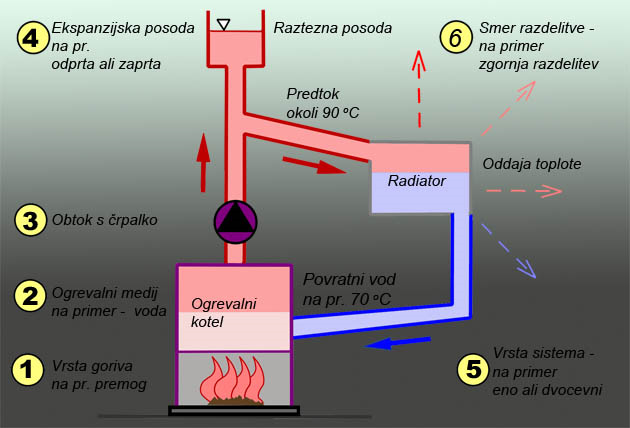 4
Ekspanzijska posoda
na pr.
odprta ali zaprta
Raztezna posoda
6
Smer razdelitve -
na primer
zgornja razdelitev
Predtok
okoli 90 ºC
Radiator
Oddaja toplote
3
Obtok s črpalko
2
Ogrevalni medij
na primer - voda
Ogrevalni
kotel
Povratni vod
na pr. 70 ºC
1
Vrsta goriva
na pr. premog
5
Vrsta sistema -
na primer
eno ali dvocevni